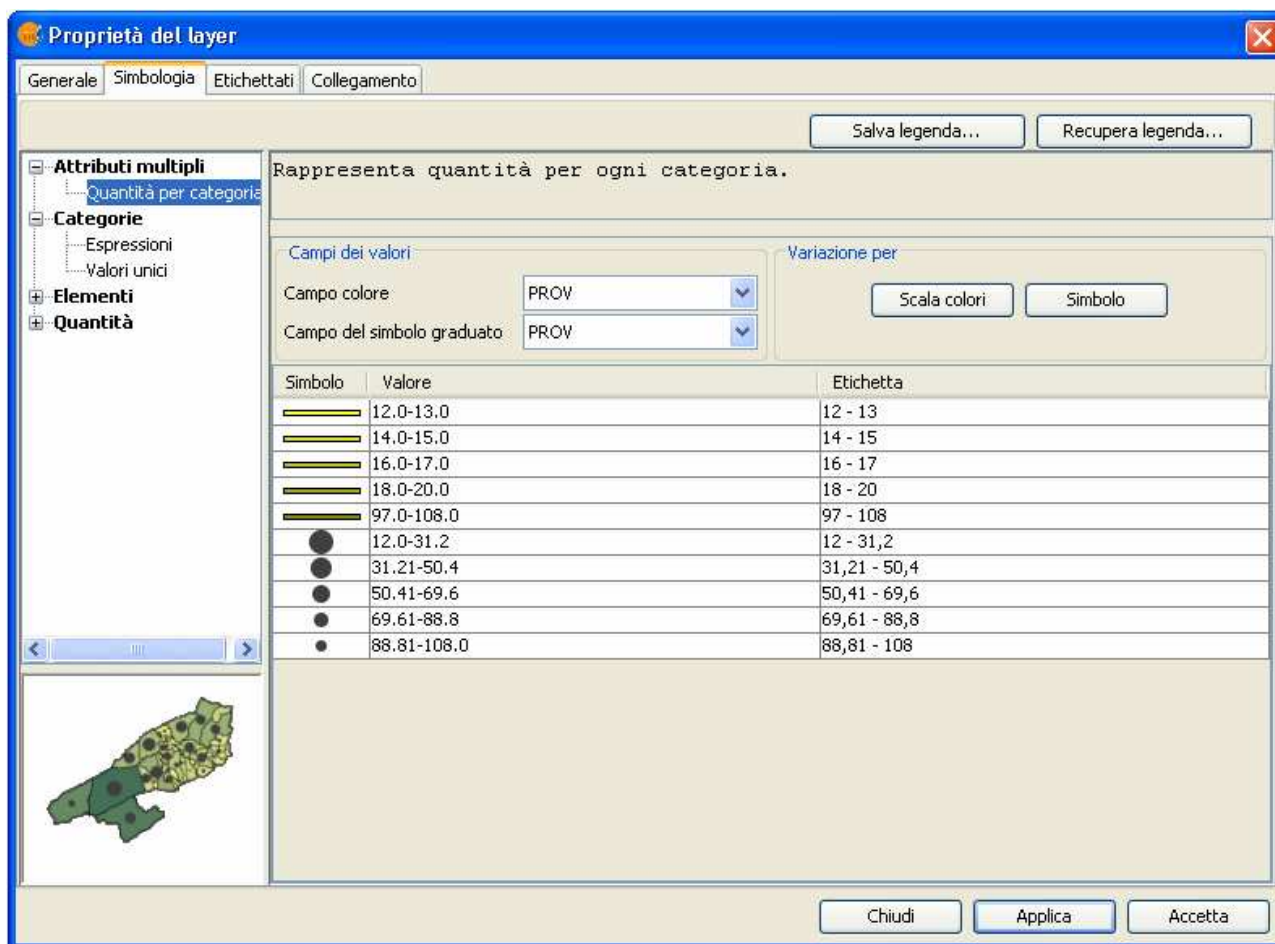 Proprietà del layer
Generale Simbologia Etichettati Collegamento
Salva legenda... Recupera legenda...
Attributi multipli
Quantità per categoria
Categorie
Espressioni
Valori unici
Elementi
Quantità
Rappresenta quantità per ogni categoria.
Campi dei valori
Campo colore PROV
Campo del simbolo graduato PROV
Variazione per
Scala colori Simbolo
Simbolo Valore Etichetta
12.0-13.0 12 - 13
14.0-15.0 14 - 15
16.0-17.0 16 - 17
18.0-20.0 18 - 20
97.0-108.0 97 - 108
12.0-31.2 12 - 31,2
31.21-50.4 31,21 - 50,4
50.41-69.6 50,41 - 69,6
69.61-88.8 69,61 - 88,8
88.81-108.0 88,81 - 108
Chiudi Applica Accetta